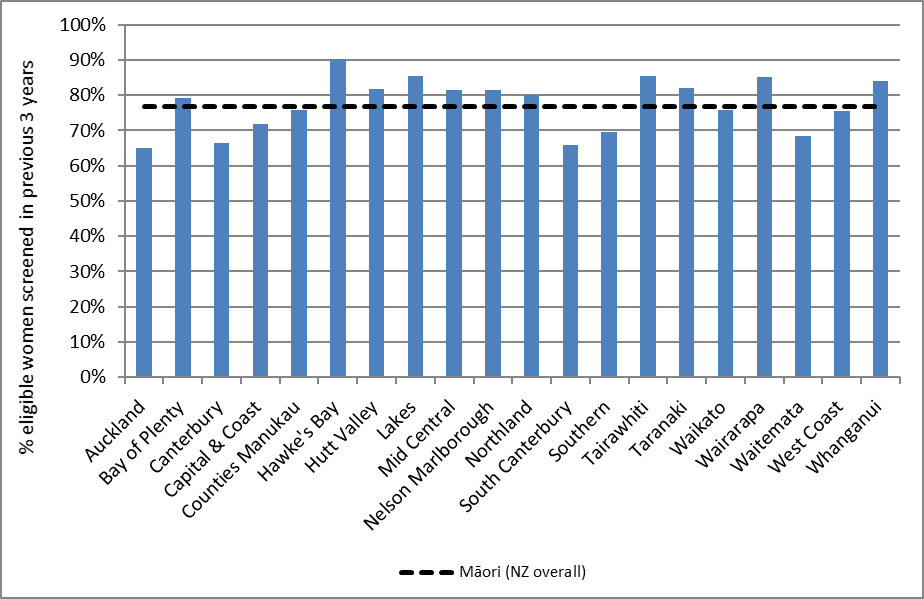 % eligible women screened in previous 3 years
100%
90%
80%
70%
60%
50%
40%
30%
20%
10%
0%
Auckland
Bay of Plenty
Canterbury
Capital & Coast
Counties Manukau
Hawke's Bay
Hutt Valley
Lakes
Mid Central
Nelson Marlborough
Northland
South Canterbury
Southern
Tairawhiti
Taranaki
Waikato
Wairarapa
Waitemata
West Coast
Whanganui
Māori (NZ overall)